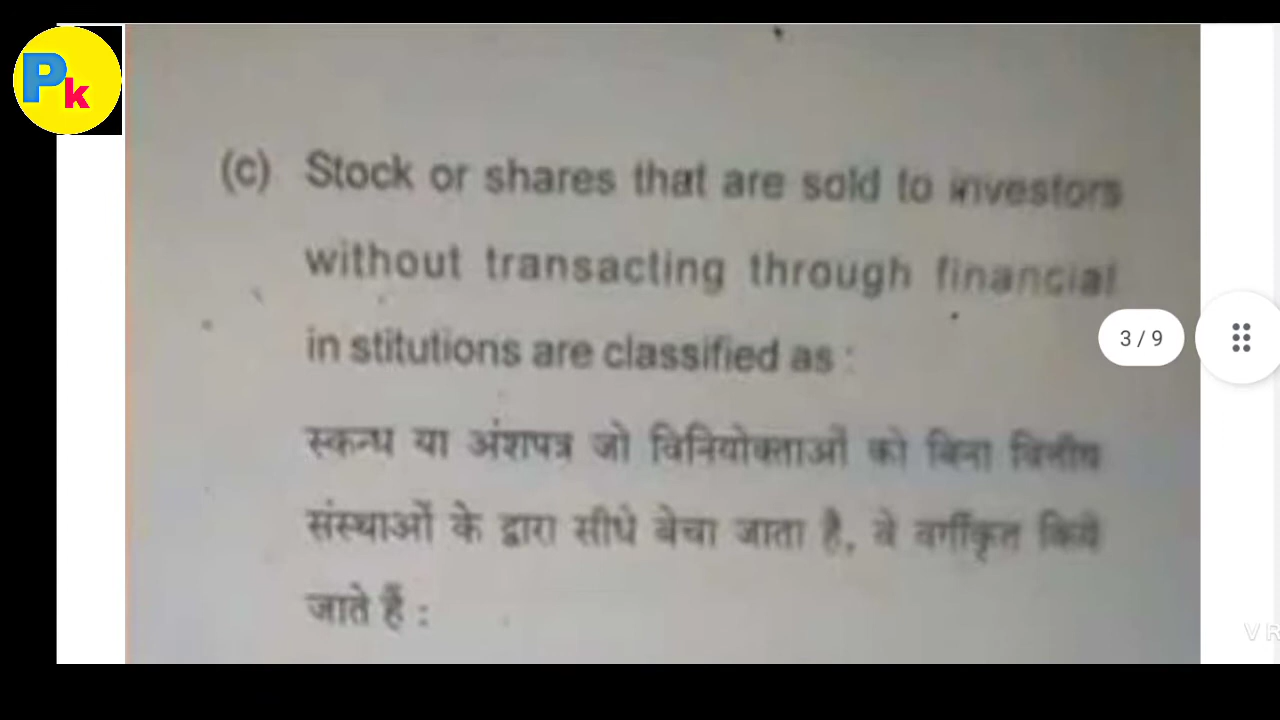 Pk
(c) Stock or shares that are sold to investors
without transacting through financial
in stitutions are classified as :
3 / 9
स्कन्ध या अंशपत्र जो विनियोक्ताओं को बिना वित्तीय
संस्थाओं के द्वारा सीधे बेचा जाता है, वे वर्गीकृत किये
जाते हैं :
V R